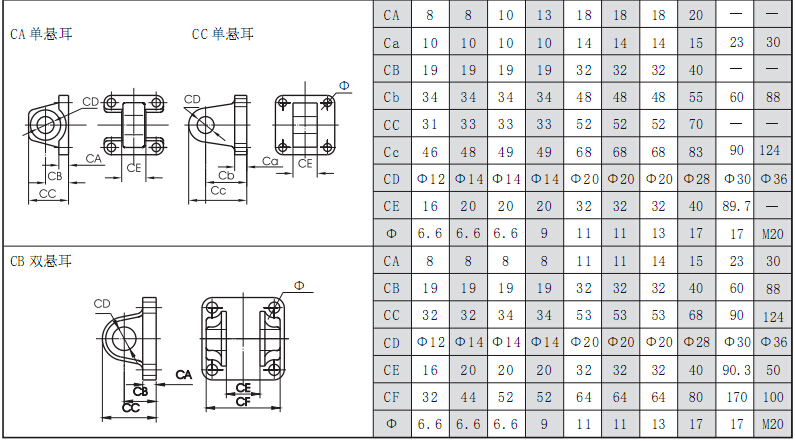 CA单悬耳 CC单悬耳
CD CD Φ
CA CE Ca CE
CB Cb
CC Cc
CA 8 8 10 13 18 18 18 20 — —
Ca 10 10 10 10 14 14 14 15 23 30
CB 19 19 19 19 32 32 32 40 — —
Cb 34 34 34 34 48 48 48 55 60 88
CC 31 33 33 33 52 52 52 70 — —
Cc 46 48 49 49 68 68 68 83 90 124
CD Φ12 Φ14 Φ14 Φ14 Φ20 Φ20 Φ20 Φ28 Φ30 Φ36
CE 16 20 20 20 32 32 32 40 89.7 —
Φ 6.6 6.6 6.6 9 11 11 13 17 17 M20
CB双悬耳
CD Φ
CA
CB CE
CC CF
CA 8 8 8 8 11 11 14 15 23 30
CB 19 19 19 19 32 32 32 40 60 88
CC 32 32 34 34 53 53 53 68 90 124
CD Φ12 Φ14 Φ14 Φ14 Φ20 Φ20 Φ20 Φ28 Φ30 Φ36
CE 16 20 20 20 32 32 32 40 90.3 50
CF 32 44 52 52 64 64 64 80 170 100
Φ 6.6 6.6 6.6 9 11 11 13 17 17 M20